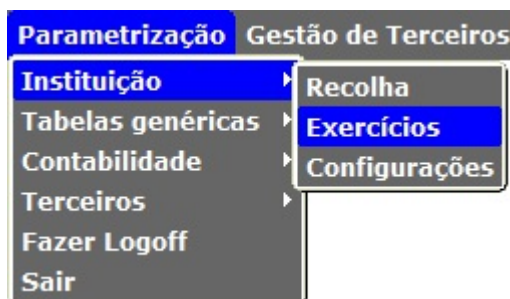 Parametrização Gestão de Terceiros
Instituição
Tabelas genéricas
Contabilidade
Terceiros
Fazer Logoff
Sair
Recolha
Exercícios
Configurações